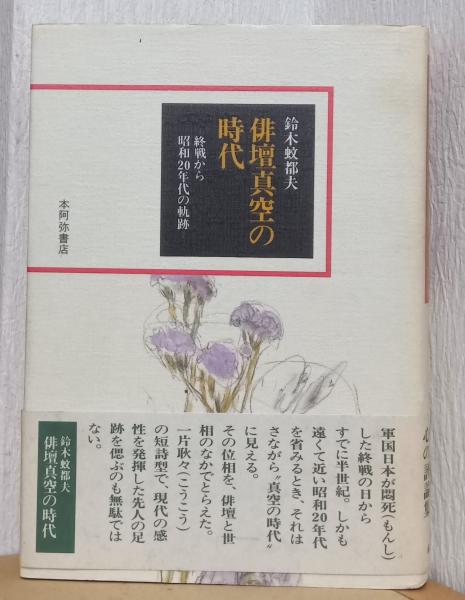 鈴木蚊都夫
俳壇真空の
時代
終戦から
昭和20年代の軌跡
本阿弥書店
軍国日本が悶死(もんし)
した終戦の日から
すでに半世紀。しかも
遠くて近い昭和20年代
を省みるとき、それは
さながら〝真空の時代〟
に見える。
その位相を、俳壇と世
相のなかでとらえた。
一片耿々(こうこう)
の短詩型で、現代の感
性を発揮した先人の足
跡を偲ぶのも無駄では
ない。
鈴木蚊都夫
俳壇真空の時代